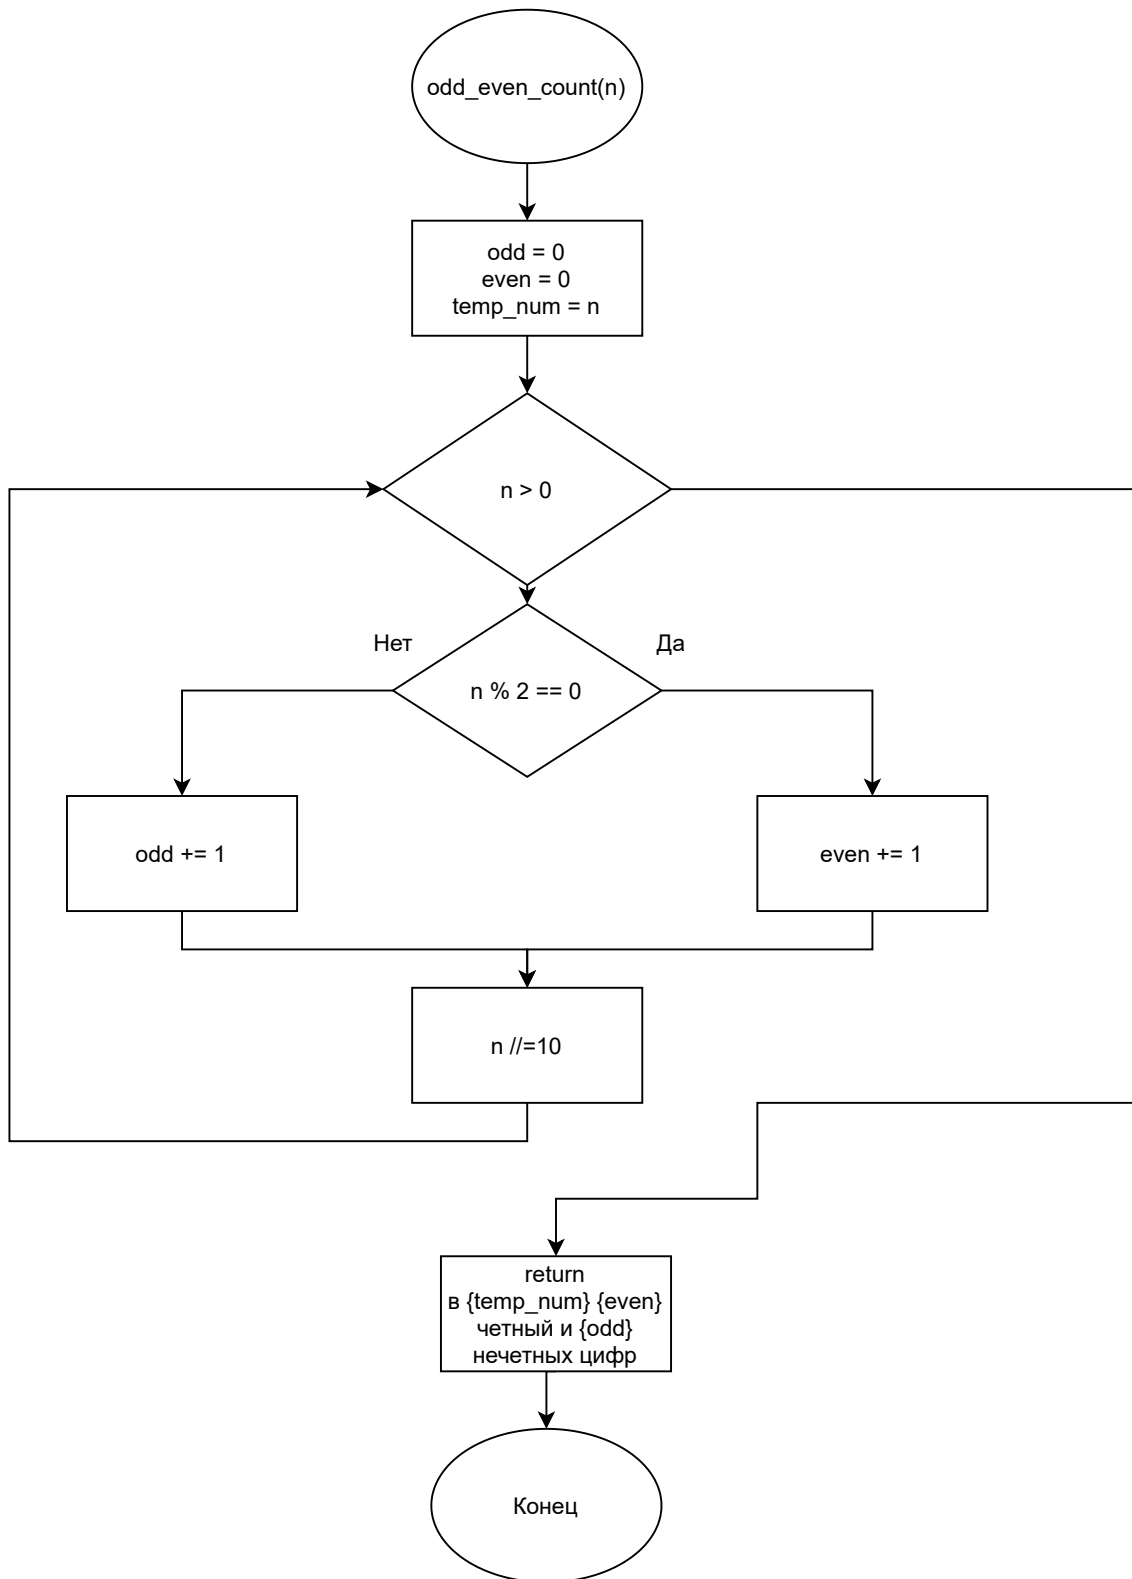 odd_even_count(n)
odd = 0
even = 0
temp_num = n
n > 0
Нет
Да
n % 2 == 0
odd += 1
even += 1
n //=10
return
в {temp_num} {even}
четный и {odd}
нечетных цифр
Конец